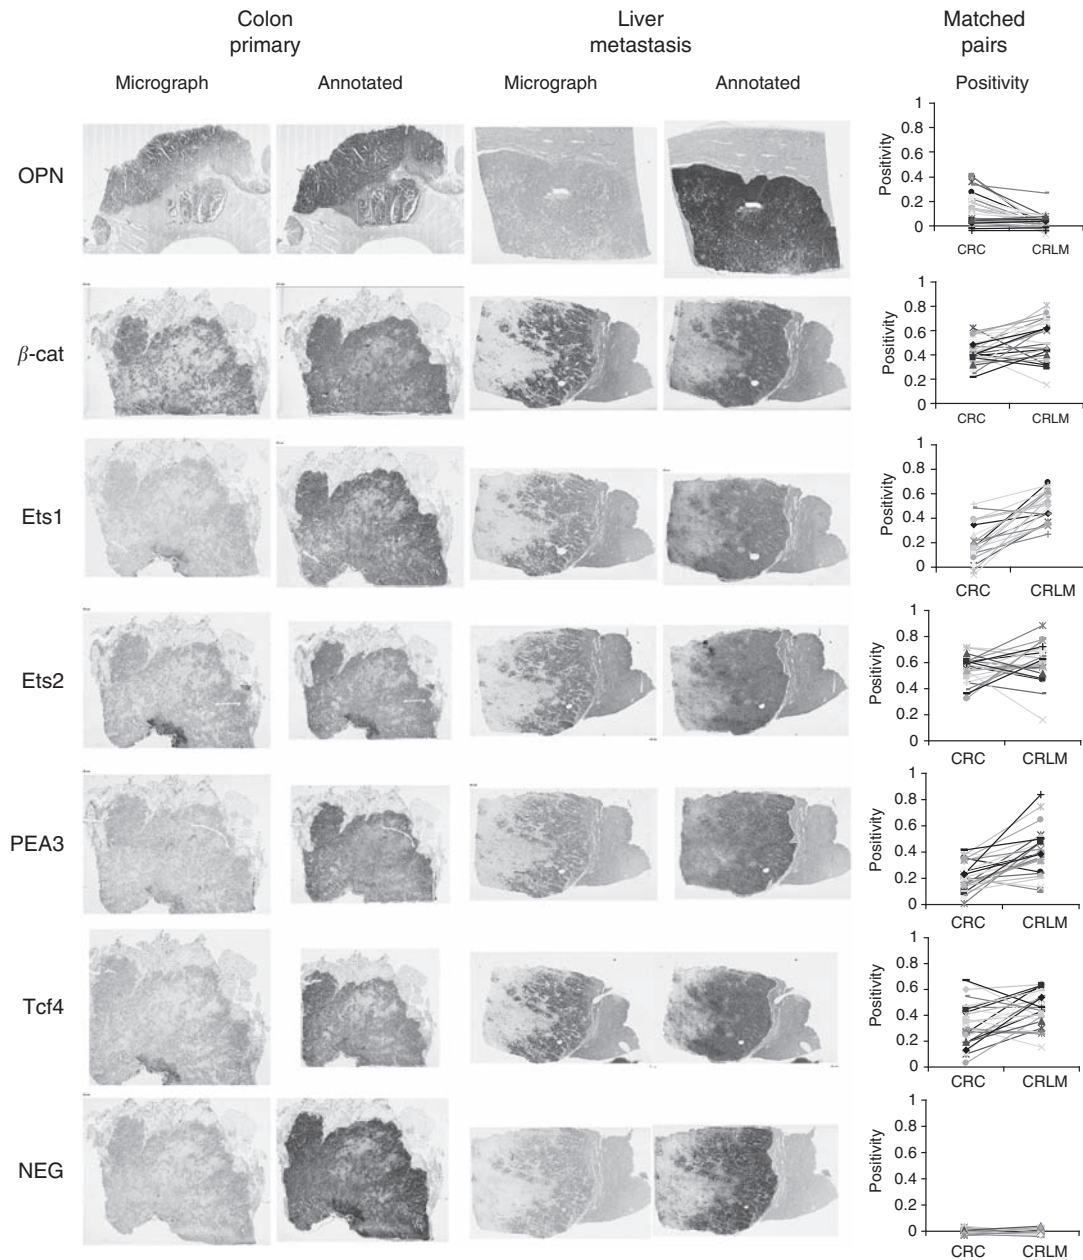 Colon
primary
Liver
metastasis
Matched
pairs
Micrograph
Annotated
Micrograph
Annotated
Positivity
OPN
Positivity
1
0.8
0.6
0.4
0.2
0
CRC
CRLM
β-cat
Positivity
1
0.8
0.6
0.4
0.2
0
CRC
CRLM
Ets1
Positivity
1
0.8
0.6
0.4
0.2
0
CRC
CRLM
Ets2
Positivity
1
0.8
0.6
0.4
0.2
0
CRC
CRLM
PEA3
Positivity
1
0.8
0.6
0.4
0.2
0
CRC
CRLM
Tcf4
Positivity
1
0.8
0.6
0.4
0.2
0
CRC
CRLM
NEG
Positivity
1
0.8
0.6
0.4
0.2
0
CRC
CRLM